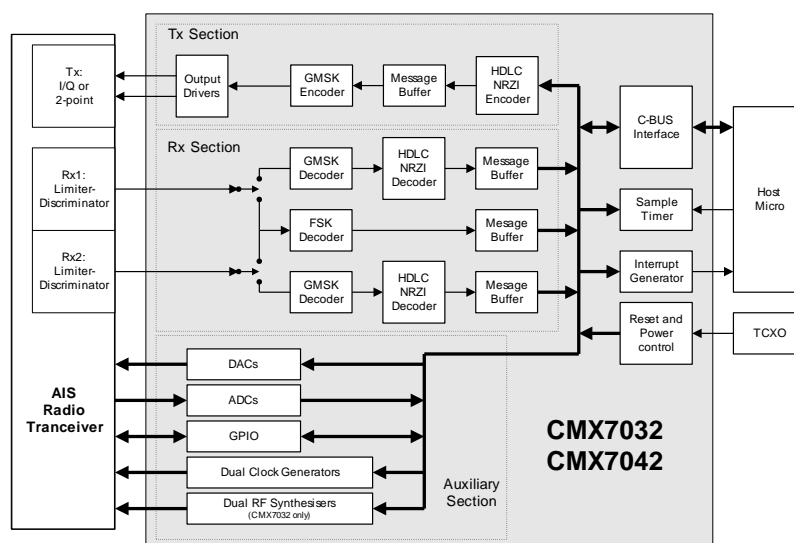 Tx Section
Tx:
I/Q or
2-point
Output
Drivers
GMSK
Encoder
Message
Buffer
HDLC
NRZI
Encoder
C-BUS
Interface
Rx Section
Rx1:
Limiter-
Discriminator
GMSK
Decoder
HDLC
NRZI
Decoder
Message
Buffer
Host
Micro
Sample
Timer
FSK
Decoder
Mesage
Buffer
Rx2:
Limiter-
Discriminator
GMSK
Decoder
HDLC
NRZI
Decoder
Message
Buffer
Interrupt
Generator
Reset and
Power
control
TCXO
AIS
Radio
Tranceiver
DACs
ADCs
GPIO
Dual Clock Generators
Dual RF Synthesisers
(CMX7032 only)
Auxiliary
Section
CMX7032
CMX7042